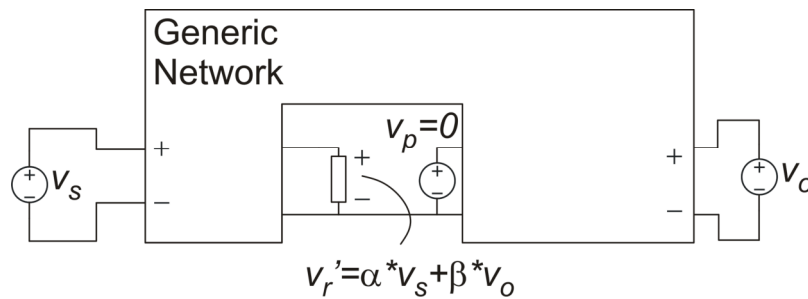 Generic
Network
v_p=0
+
+
+
+
+
+
v_s
v_o
−
−
−
−
−
−
v_r'=α*v_s+β*v_o